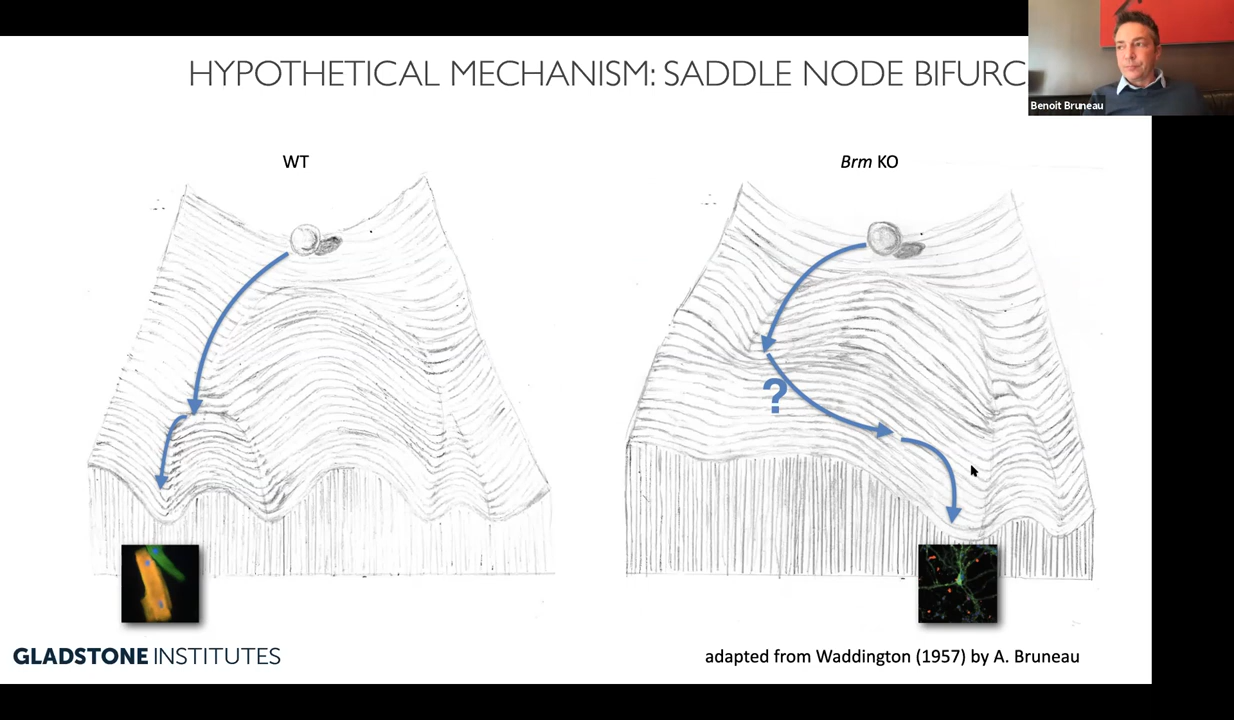 HYPOTHETICAL MECHANISM: SADDLE NODE BIFURC
Benoit Bruneau
WT
Brm KO
?
GLADSTONE INSTITUTES
adapted from Waddington (1957) by A. Bruneau